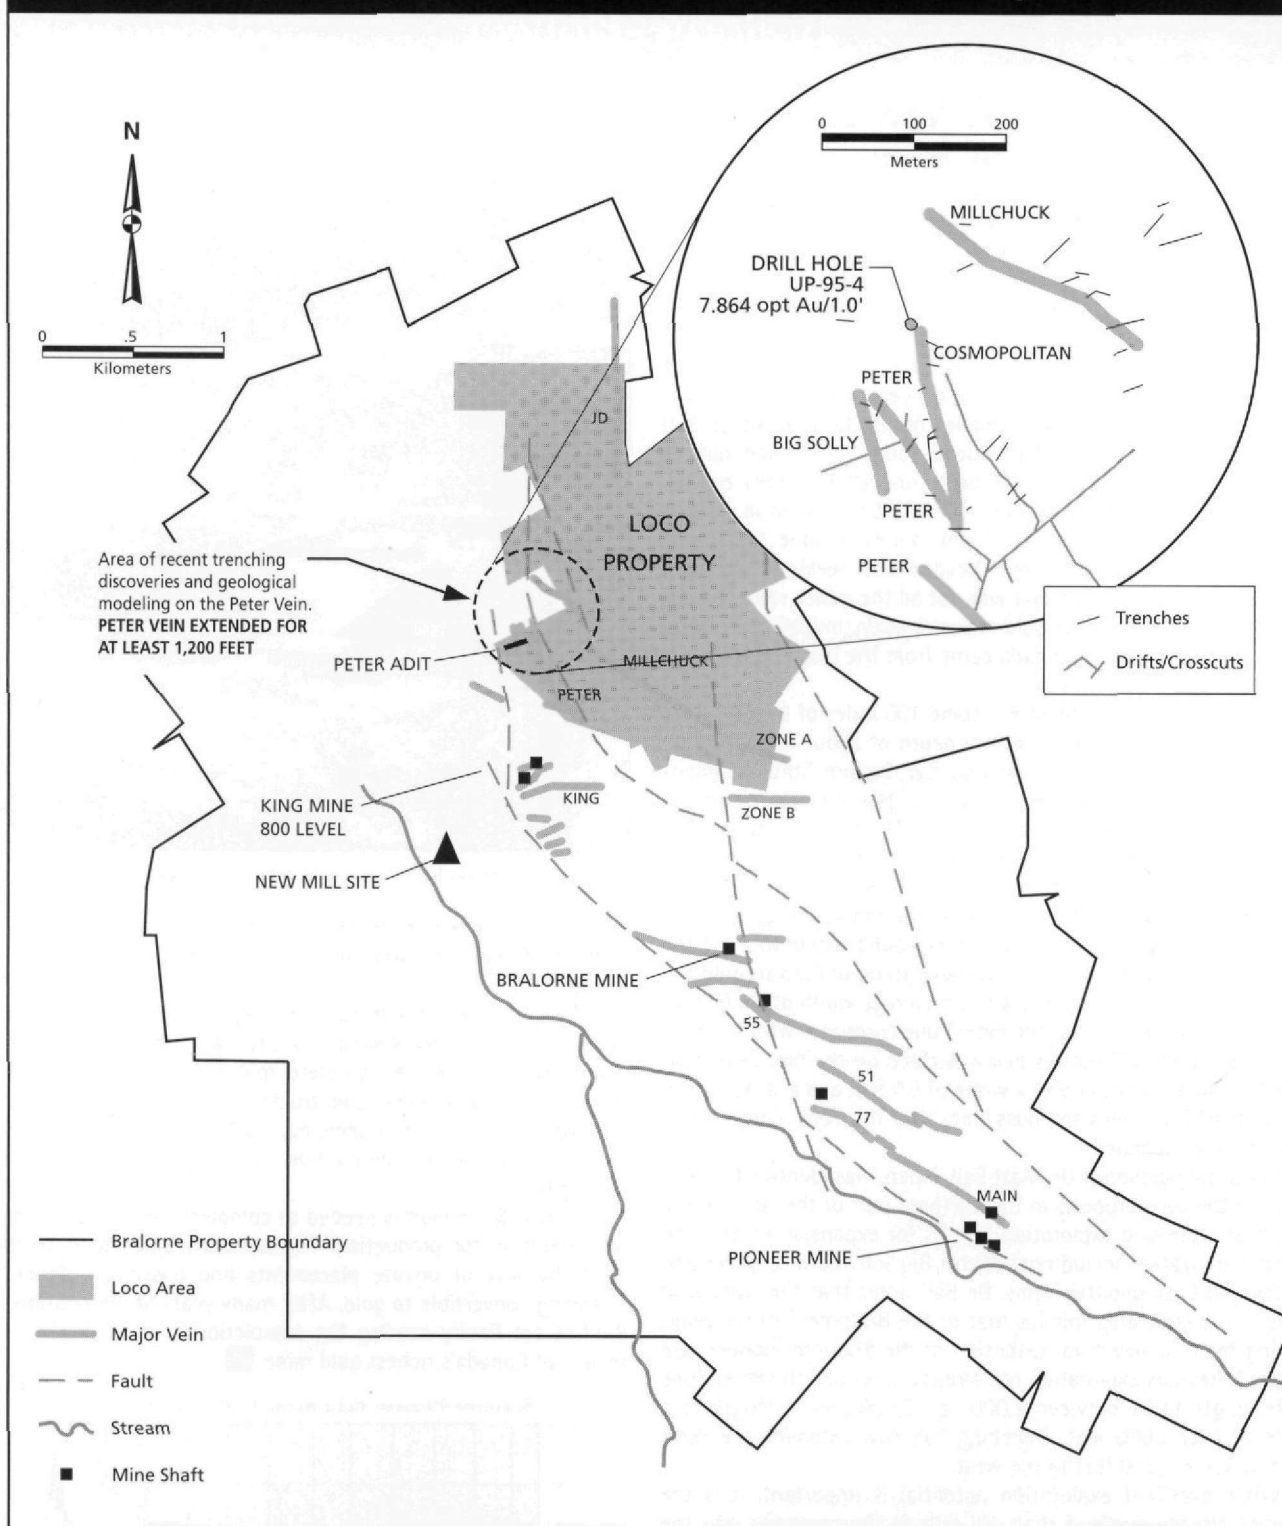 N
0 .5 1
Kilometers
0 100 200
Meters
MILLCHUCK
DRILL HOLE
UP-95-4
7.864 opt Au/1.0'
COSMOPOLITAN
PETER
BIG SOLLY
PETER
PETER
Trenches
Drifts/Crosscuts
JD
LOCO
PROPERTY
Area of recent trenching
discoveries and geological
modeling on the Peter Vein.
PETER VEIN EXTENDED FOR
AT LEAST 1,200 FEET
PETER ADIT
MILLCHUCK
PETER
ZONE A
KING MINE
800 LEVEL
KING
ZONE B
NEW MILL SITE
BRALORNE MINE
55
51
77
MAIN
PIONEER MINE
Bralorne Property Boundary
Loco Area
Major Vein
Fault
Stream
Mine Shaft